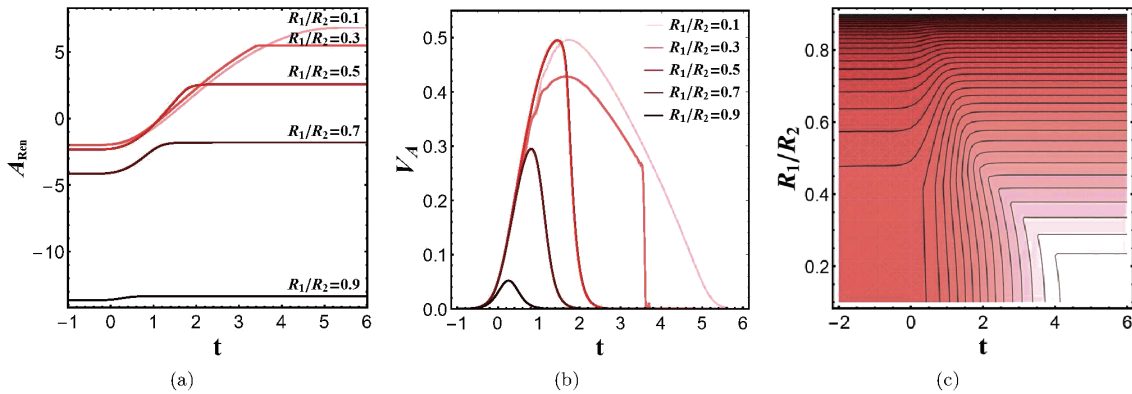 5
0
−5
−10
A_Ren
R₁/R₂=0.1
R₁/R₂=0.3
R₁/R₂=0.5
R₁/R₂=0.7
R₁/R₂=0.9
−1 0 1 2 3 4 5 6
t
(a)
0.5
0.4
0.3
0.2
0.1
0.0
V_A
R₁/R₂=0.1
R₁/R₂=0.3
R₁/R₂=0.5
R₁/R₂=0.7
R₁/R₂=0.9
−1 0 1 2 3 4 5 6
t
(b)
0.8
0.6
0.4
0.2
R₁/R₂
−2 0 2 4 6
t
(c)